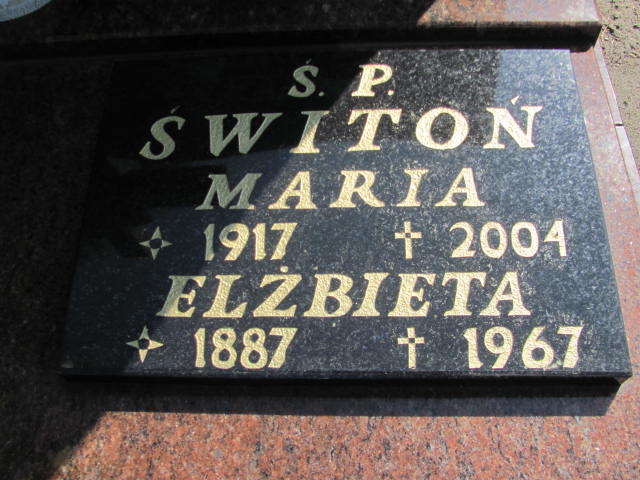 Ś. P.
ŚWITOŃ
MARIA
1917 2004
ELŻBIETA
1887 1967